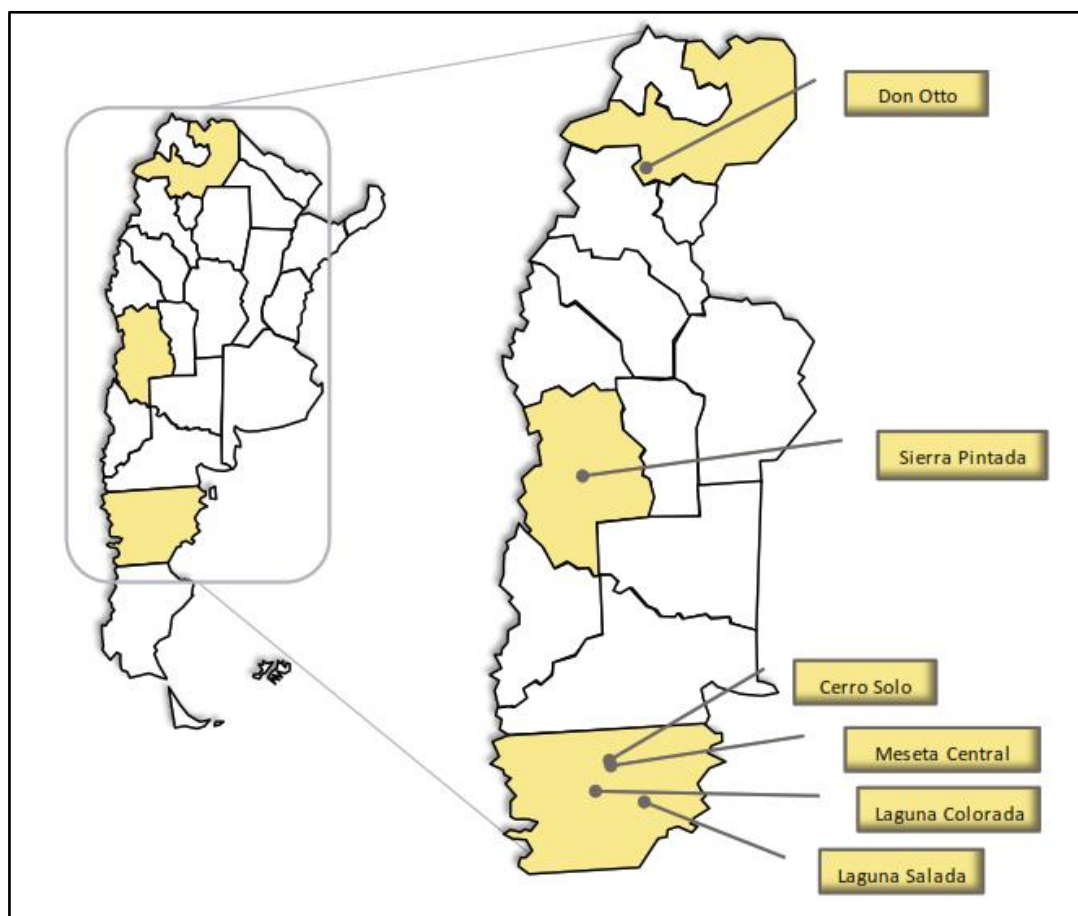 Don Otto
Sierra Pintada
Cerro Solo
Meseta Central
Laguna Colorada
Laguna Salada